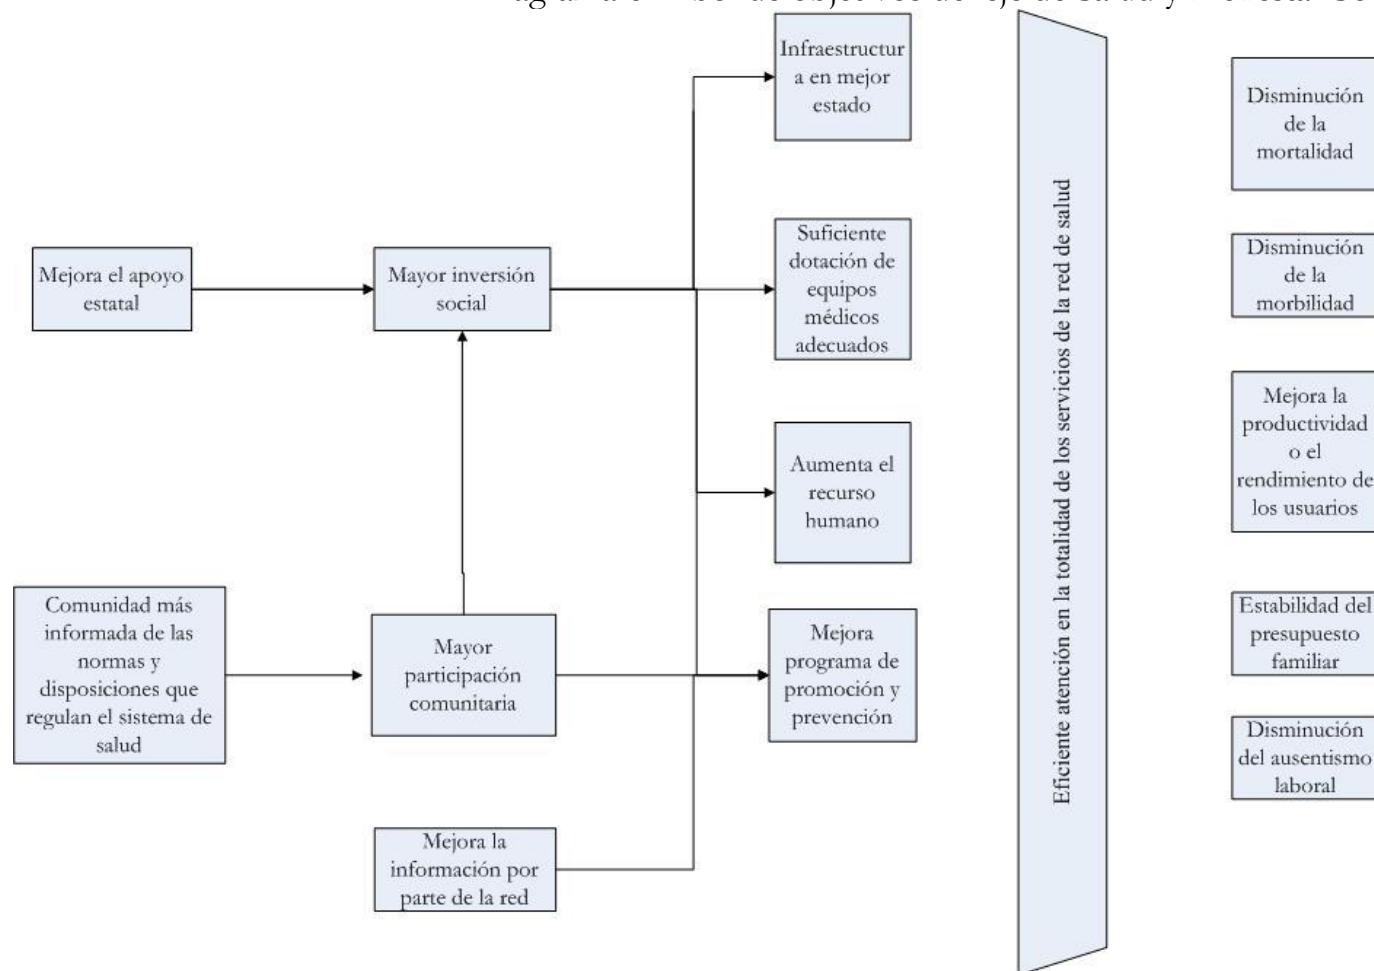 Infraestructur
a en mejor
estado
Suficiente
dotación de
equipos
médicos
adecuados
Aumenta el
recurso
humano
Mejora
programa de
promoción y
prevención
Mejora el apoyo
estatal
Mayor inversión
social
Comunidad más
informada de las
normas y
disposiciones que
regulan el sistema de
salud
Mayor
participación
comunitaria
Mejora la
información por
parte de la red
Eficiente atención en la totalidad de los servicios de la red de salud
Disminución
de la
mortalidad
Disminución
de la
morbilidad
Mejora la
productividad
o el
rendimiento de
los usuarios
Estabilidad del
presupuesto
familiar
Disminución
del ausentismo
laboral